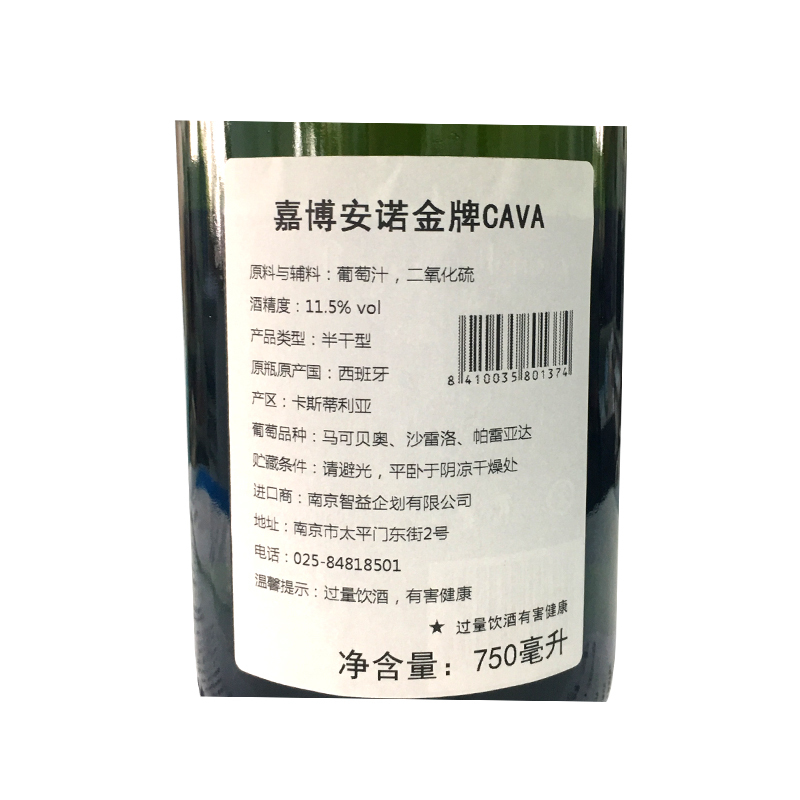 嘉博安诺金牌CAVA
原料与辅料：葡萄汁，二氧化硫
酒精度：11.5% vol
产品类型：半干型
原瓶原产国：西班牙
产区：卡斯蒂利亚
葡萄品种：马可贝奥、沙雷洛、帕雷亚达
贮藏条件：请避光，平卧于阴凉干燥处
进口商：南京智益企划有限公司
地址：南京市太平门东街2号
电话：025-84818501
温馨提示：过量饮酒，有害健康
8 410035 801374
★ 过量饮酒有害健康
净含量：750毫升